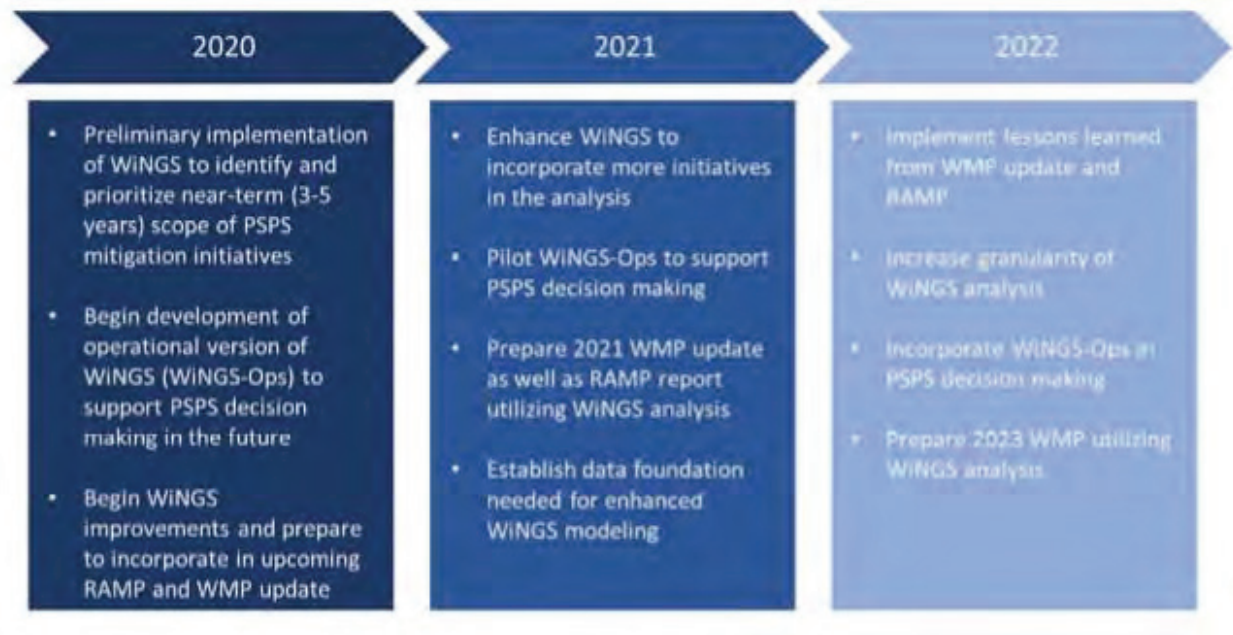 2020
• Preliminary implementation
of WiNGS to identify and
prioritize near-term (3-5
years) scope of PSPS
mitigation initiatives
• Begin development of
operational version of
WiNGS (WiNGS-Ops) to
support PSPS decision
making in the future
• Begin WiNGS
improvements and prepare
to incorporate in upcoming
RAMP and WMP update
2021
• Enhance WiNGS to
incorporate more initiatives
in the analysis
• Pilot WiNGS-Ops to support
PSPS decision making
• Prepare 2021 WMP update
as well as RAMP report
utilizing WiNGS analysis
• Establish data foundation
needed for enhanced
WiNGS modeling
2022
• Implement lessons learned
from WMP update and
RAMP
• Increase granularity of
WiNGS analysis
• Incorporate WiNGS-Ops in
PSPS decision making
• Prepare 2023 WMP utilizing
WiNGS analysis